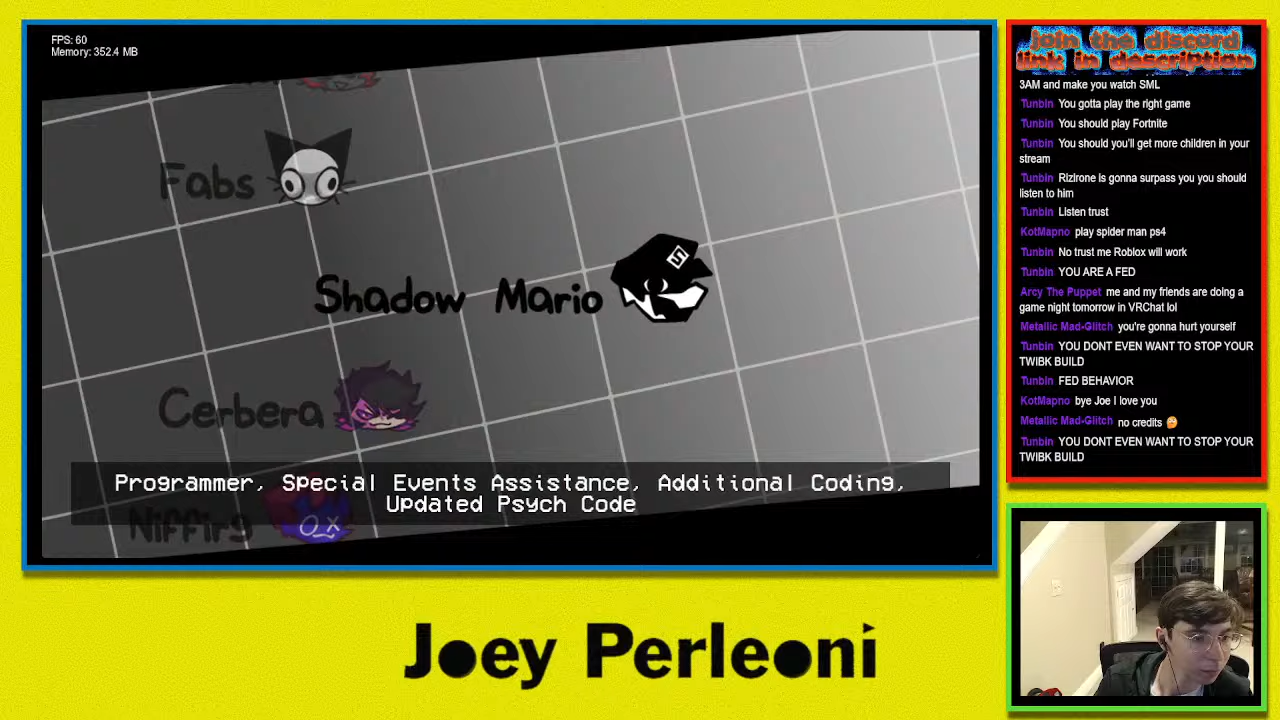 FPS: 60
Memory: 352.4 MB
Fabs
Shadow Mario
Cerbera
Niffirg
Programmer, Special Events Assistance, Additional Coding,
Updated Psych Code
Joey Perleoni
join the discord
link in description
3AM and make you watch SML
Tunbin You gotta play the right game
Tunbin You should play Fortnite
Tunbin You should you'll get more children in your
stream
Tunbin Rizlrone is gonna surpass you you should
listen to him
Tunbin Listen trust
KotMapno play spider man ps4
Tunbin No trust me Roblox will work
Tunbin YOU ARE A FED
Arcy The Puppet me and my friends are doing a
game night tomorrow in VRChat lol
Metallic Mad-Glitch you're gonna hurt yourself
Tunbin YOU DONT EVEN WANT TO STOP YOUR
TWIBK BUILD
Tunbin FED BEHAVIOR
KotMapno bye Joe I love you
Metallic Mad-Glitch no credits
Tunbin YOU DONT EVEN WANT TO STOP YOUR
TWIBK BUILD